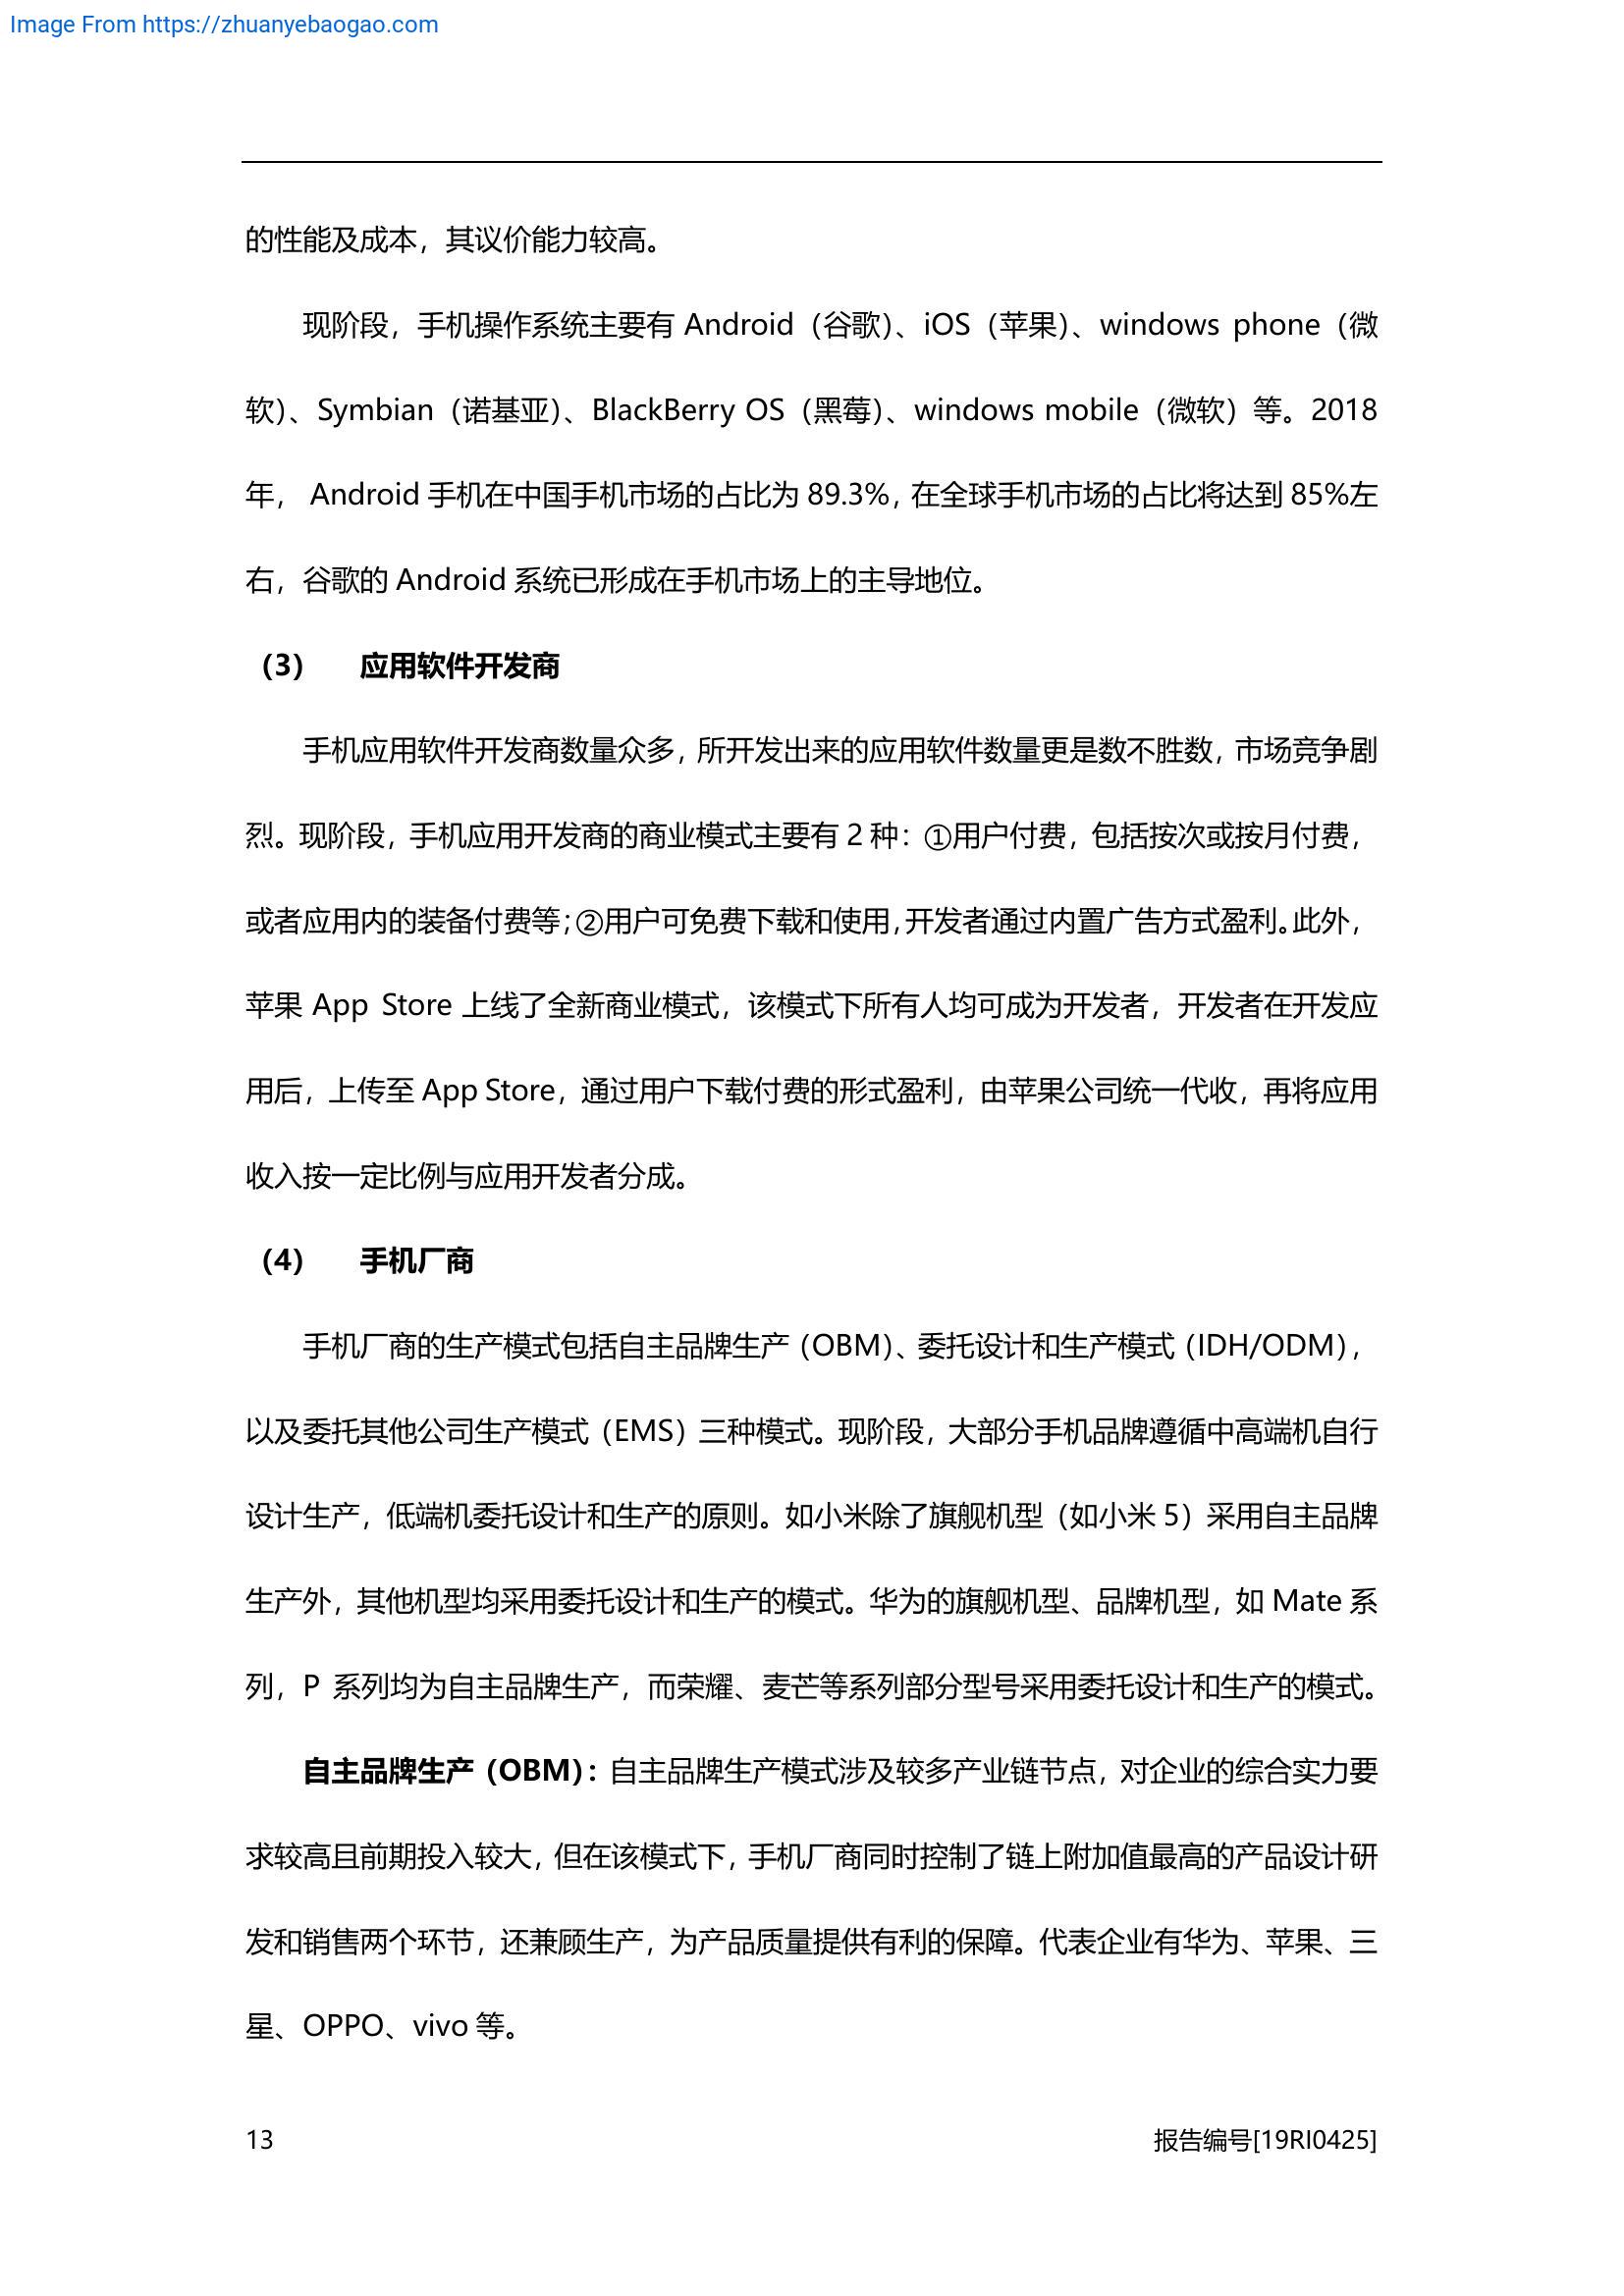 Image From https://zhuanyebaogao.com
的性能及成本，其议价能力较高。
现阶段，手机操作系统主要有 Android（谷歌）、iOS（苹果）、windows phone（微
软）、Symbian（诺基亚）、BlackBerry OS（黑莓）、windows mobile（微软）等。2018
年， Android 手机在中国手机市场的占比为 89.3%，在全球手机市场的占比将达到 85%左
右，谷歌的 Android 系统已形成在手机市场上的主导地位。
（3） 应用软件开发商
手机应用软件开发商数量众多，所开发出来的应用软件数量更是数不胜数，市场竞争剧
烈。现阶段，手机应用开发商的商业模式主要有 2 种：①用户付费，包括按次或按月付费，
或者应用内的装备付费等；②用户可免费下载和使用，开发者通过内置广告方式盈利。此外，
苹果 App Store 上线了全新商业模式，该模式下所有人均可成为开发者，开发者在开发应
用后，上传至 App Store，通过用户下载付费的形式盈利，由苹果公司统一代收，再将应用
收入按一定比例与应用开发者分成。
（4） 手机厂商
手机厂商的生产模式包括自主品牌生产（OBM）、委托设计和生产模式（IDH/ODM），
以及委托其他公司生产模式（EMS）三种模式。现阶段，大部分手机品牌遵循中高端机自行
设计生产，低端机委托设计和生产的原则。如小米除了旗舰机型（如小米 5）采用自主品牌
生产外，其他机型均采用委托设计和生产的模式。华为的旗舰机型、品牌机型，如 Mate 系
列，P 系列均为自主品牌生产，而荣耀、麦芒等系列部分型号采用委托设计和生产的模式。
自主品牌生产（OBM）：自主品牌生产模式涉及较多产业链节点，对企业的综合实力要
求较高且前期投入较大，但在该模式下，手机厂商同时控制了链上附加值最高的产品设计研
发和销售两个环节，还兼顾生产，为产品质量提供有利的保障。代表企业有华为、苹果、三
星、OPPO、vivo 等。
13 报告编号[19RI0425]